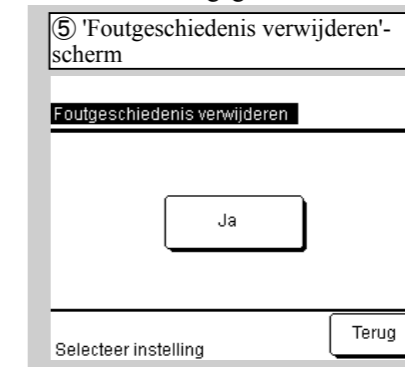 ⑤ 'Foutgeschiedenis verwijderen'-
scherm
Foutgeschiedenis verwijderen
Ja
Selecteer instelling
Terug